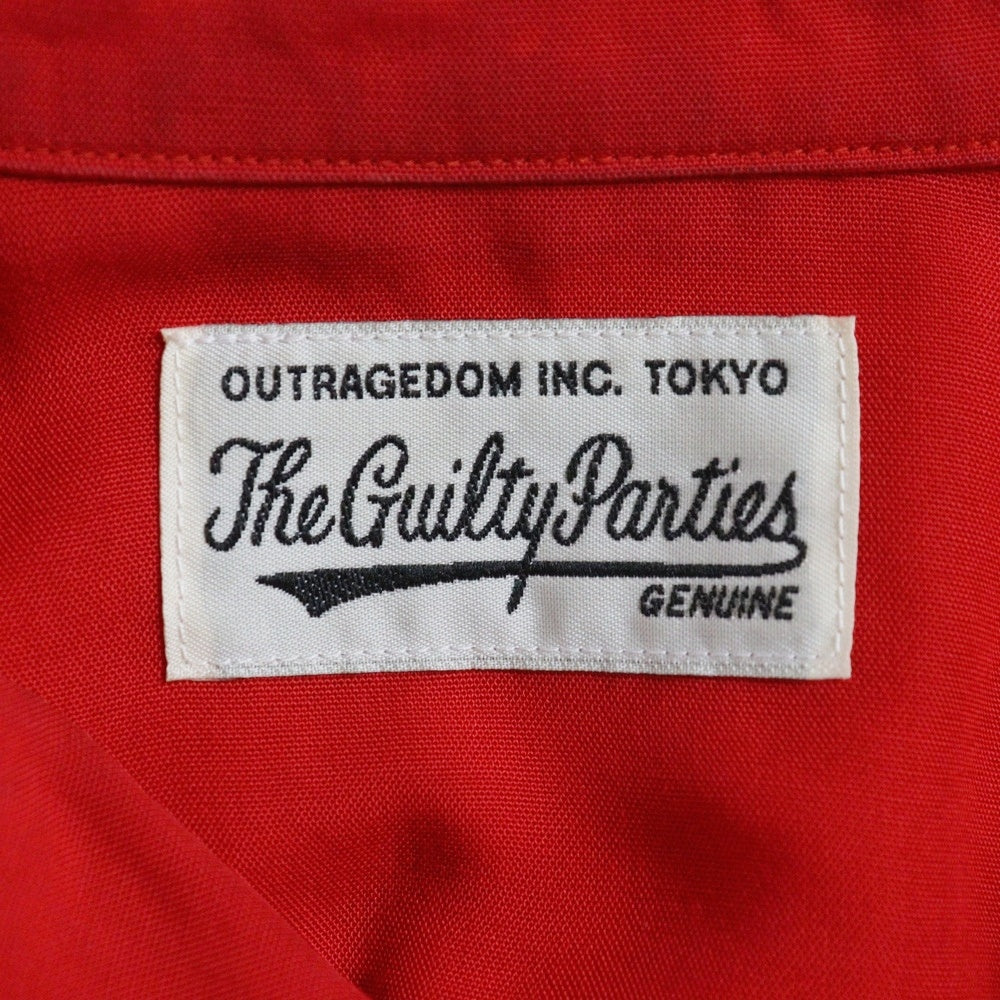 OUTRAGEDOM INC. TOKYO
The Guilty Parties
GENUINE